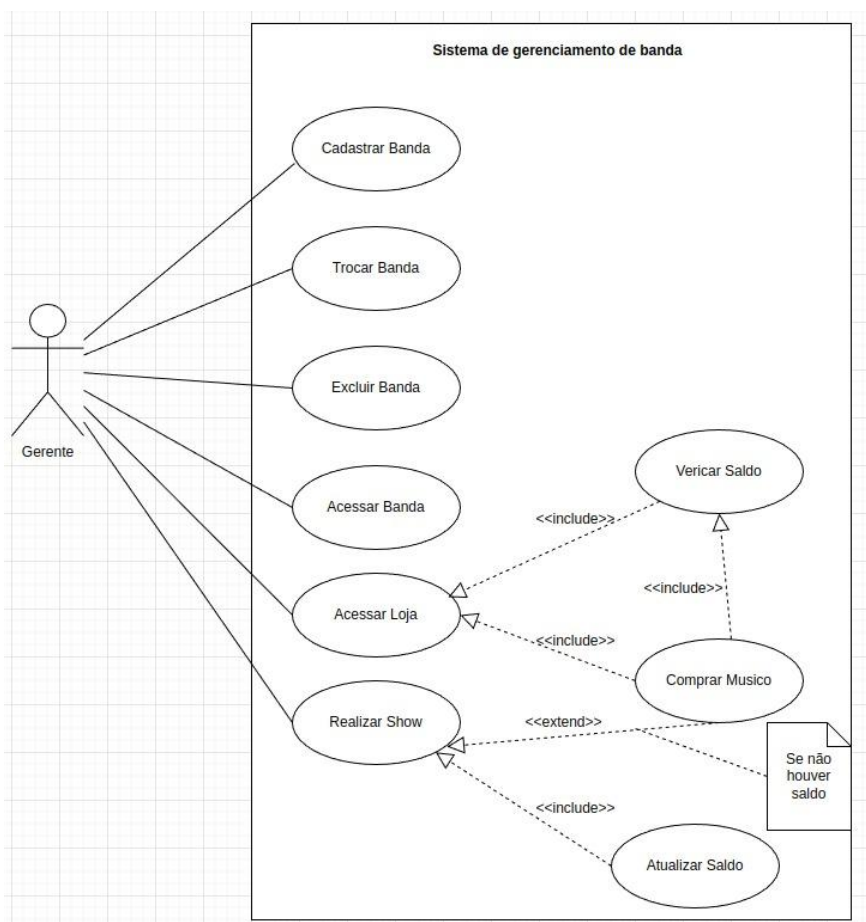 Sistema de gerenciamento de banda
Cadastrar Banda
Trocar Banda
Excluir Banda
Gerente
Vericar Saldo
Acessar Banda
<<include>>
<<include>>
Acessar Loja
<<include>>
Comprar Musico
Realizar Show
<<extend>>
Se não
houver
saldo
<<include>>
Atualizar Saldo